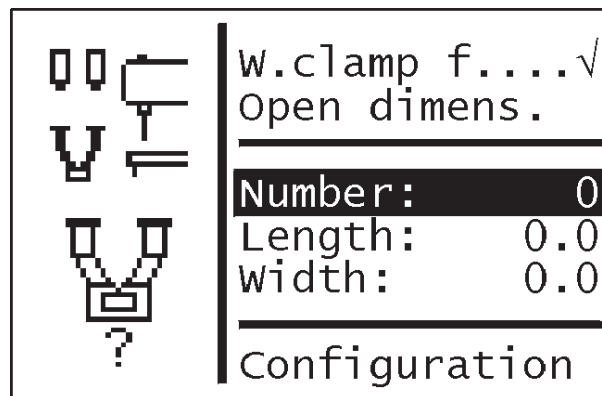 W.clamp f....√
Open dimens.
Number: 0
Length: 0.0
Width: 0.0
Configuration
?